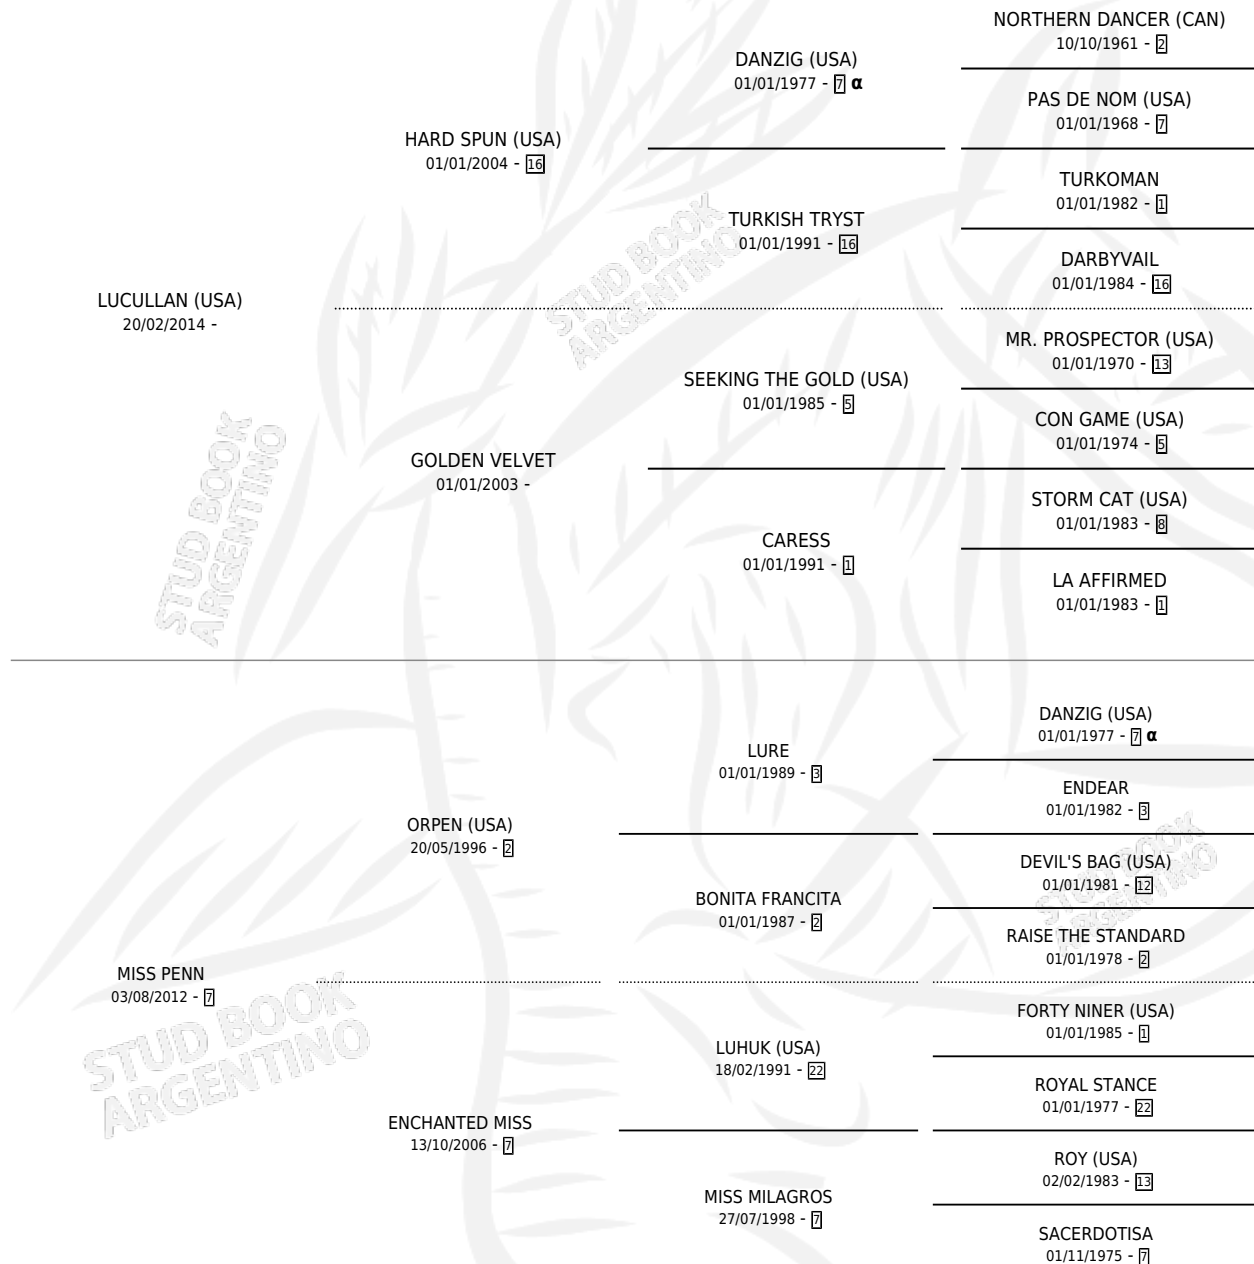 NORTHERN DANCER (CAN)
10/10/1961 - 2
DANZIG (USA)
01/01/1977 - 7 α
PAS DE NOM (USA)
01/01/1968 - 7
HARD SPUN (USA)
01/01/2004 - 16
TURKOMAN
01/01/1982 - 1
TURKISH TRYST
01/01/1991 - 16
DARBYVAIL
01/01/1984 - 16
LUCULLAN (USA)
20/02/2014 -
STUD BOOK
ARGENTINO
MR. PROSPECTOR (USA)
01/01/1970 - 13
SEEKING THE GOLD (USA)
01/01/1985 - 5
CON GAME (USA)
01/01/1974 - 5
GOLDEN VELVET
01/01/2003 -
STORM CAT (USA)
01/01/1983 - 8
CARESS
01/01/1991 - 1
LA AFFIRMED
01/01/1983 - 1
STUD BOOK
ARGENTINO
DANZIG (USA)
01/01/1977 - 7 α
LURE
01/01/1989 - 3
ENDEAR
01/01/1982 - 3
ORPEN (USA)
20/05/1996 - 2
DEVIL'S BAG (USA)
01/01/1981 - 12
BONITA FRANCITA
01/01/1987 - 2
RAISE THE STANDARD
01/01/1978 - 2
STUD BOOK
ARGENTINO
MISS PENN
03/08/2012 - 7
FORTY NINER (USA)
01/01/1985 - 1
LUHUK (USA)
18/02/1991 - 22
ROYAL STANCE
01/01/1977 - 22
ENCHANTED MISS
13/10/2006 - 7
ROY (USA)
02/02/1983 - 13
MISS MILAGROS
27/07/1998 - 7
SACERDOTISA
01/11/1975 - 7
STUD BOOK
ARGENTINO